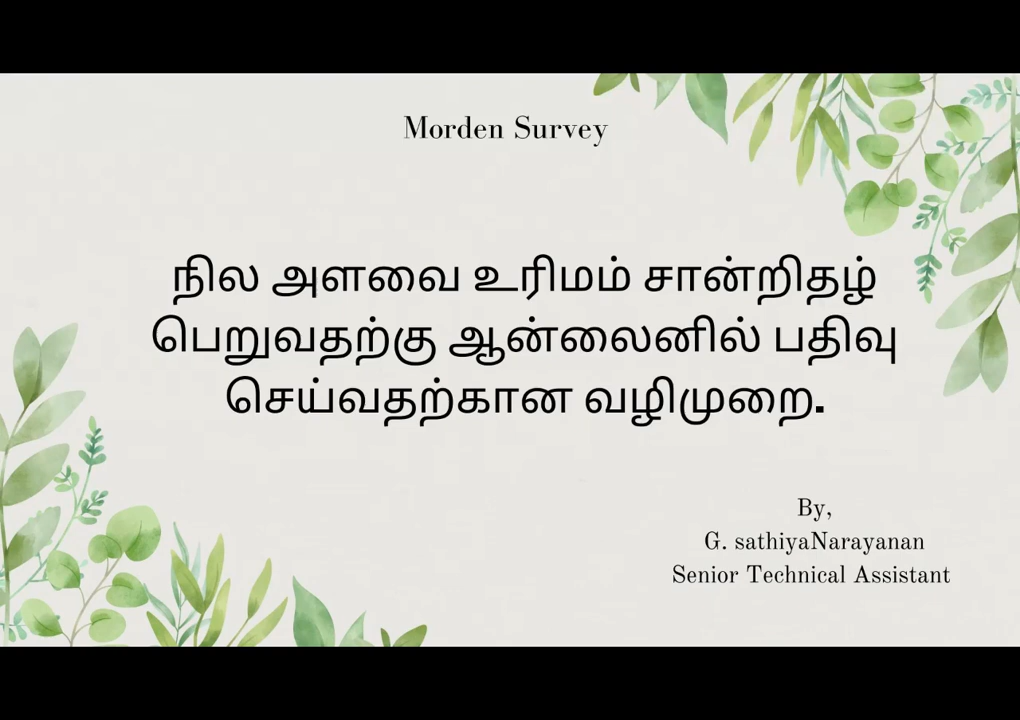 Morden Survey
நில அளவை உரிமம் சான்றிதழ்
பெறுவதற்கு ஆன்லைனில் பதிவு
செய்வதற்கான வழிமுறை.
By,
G. sathiyaNarayanan
Senior Technical Assistant